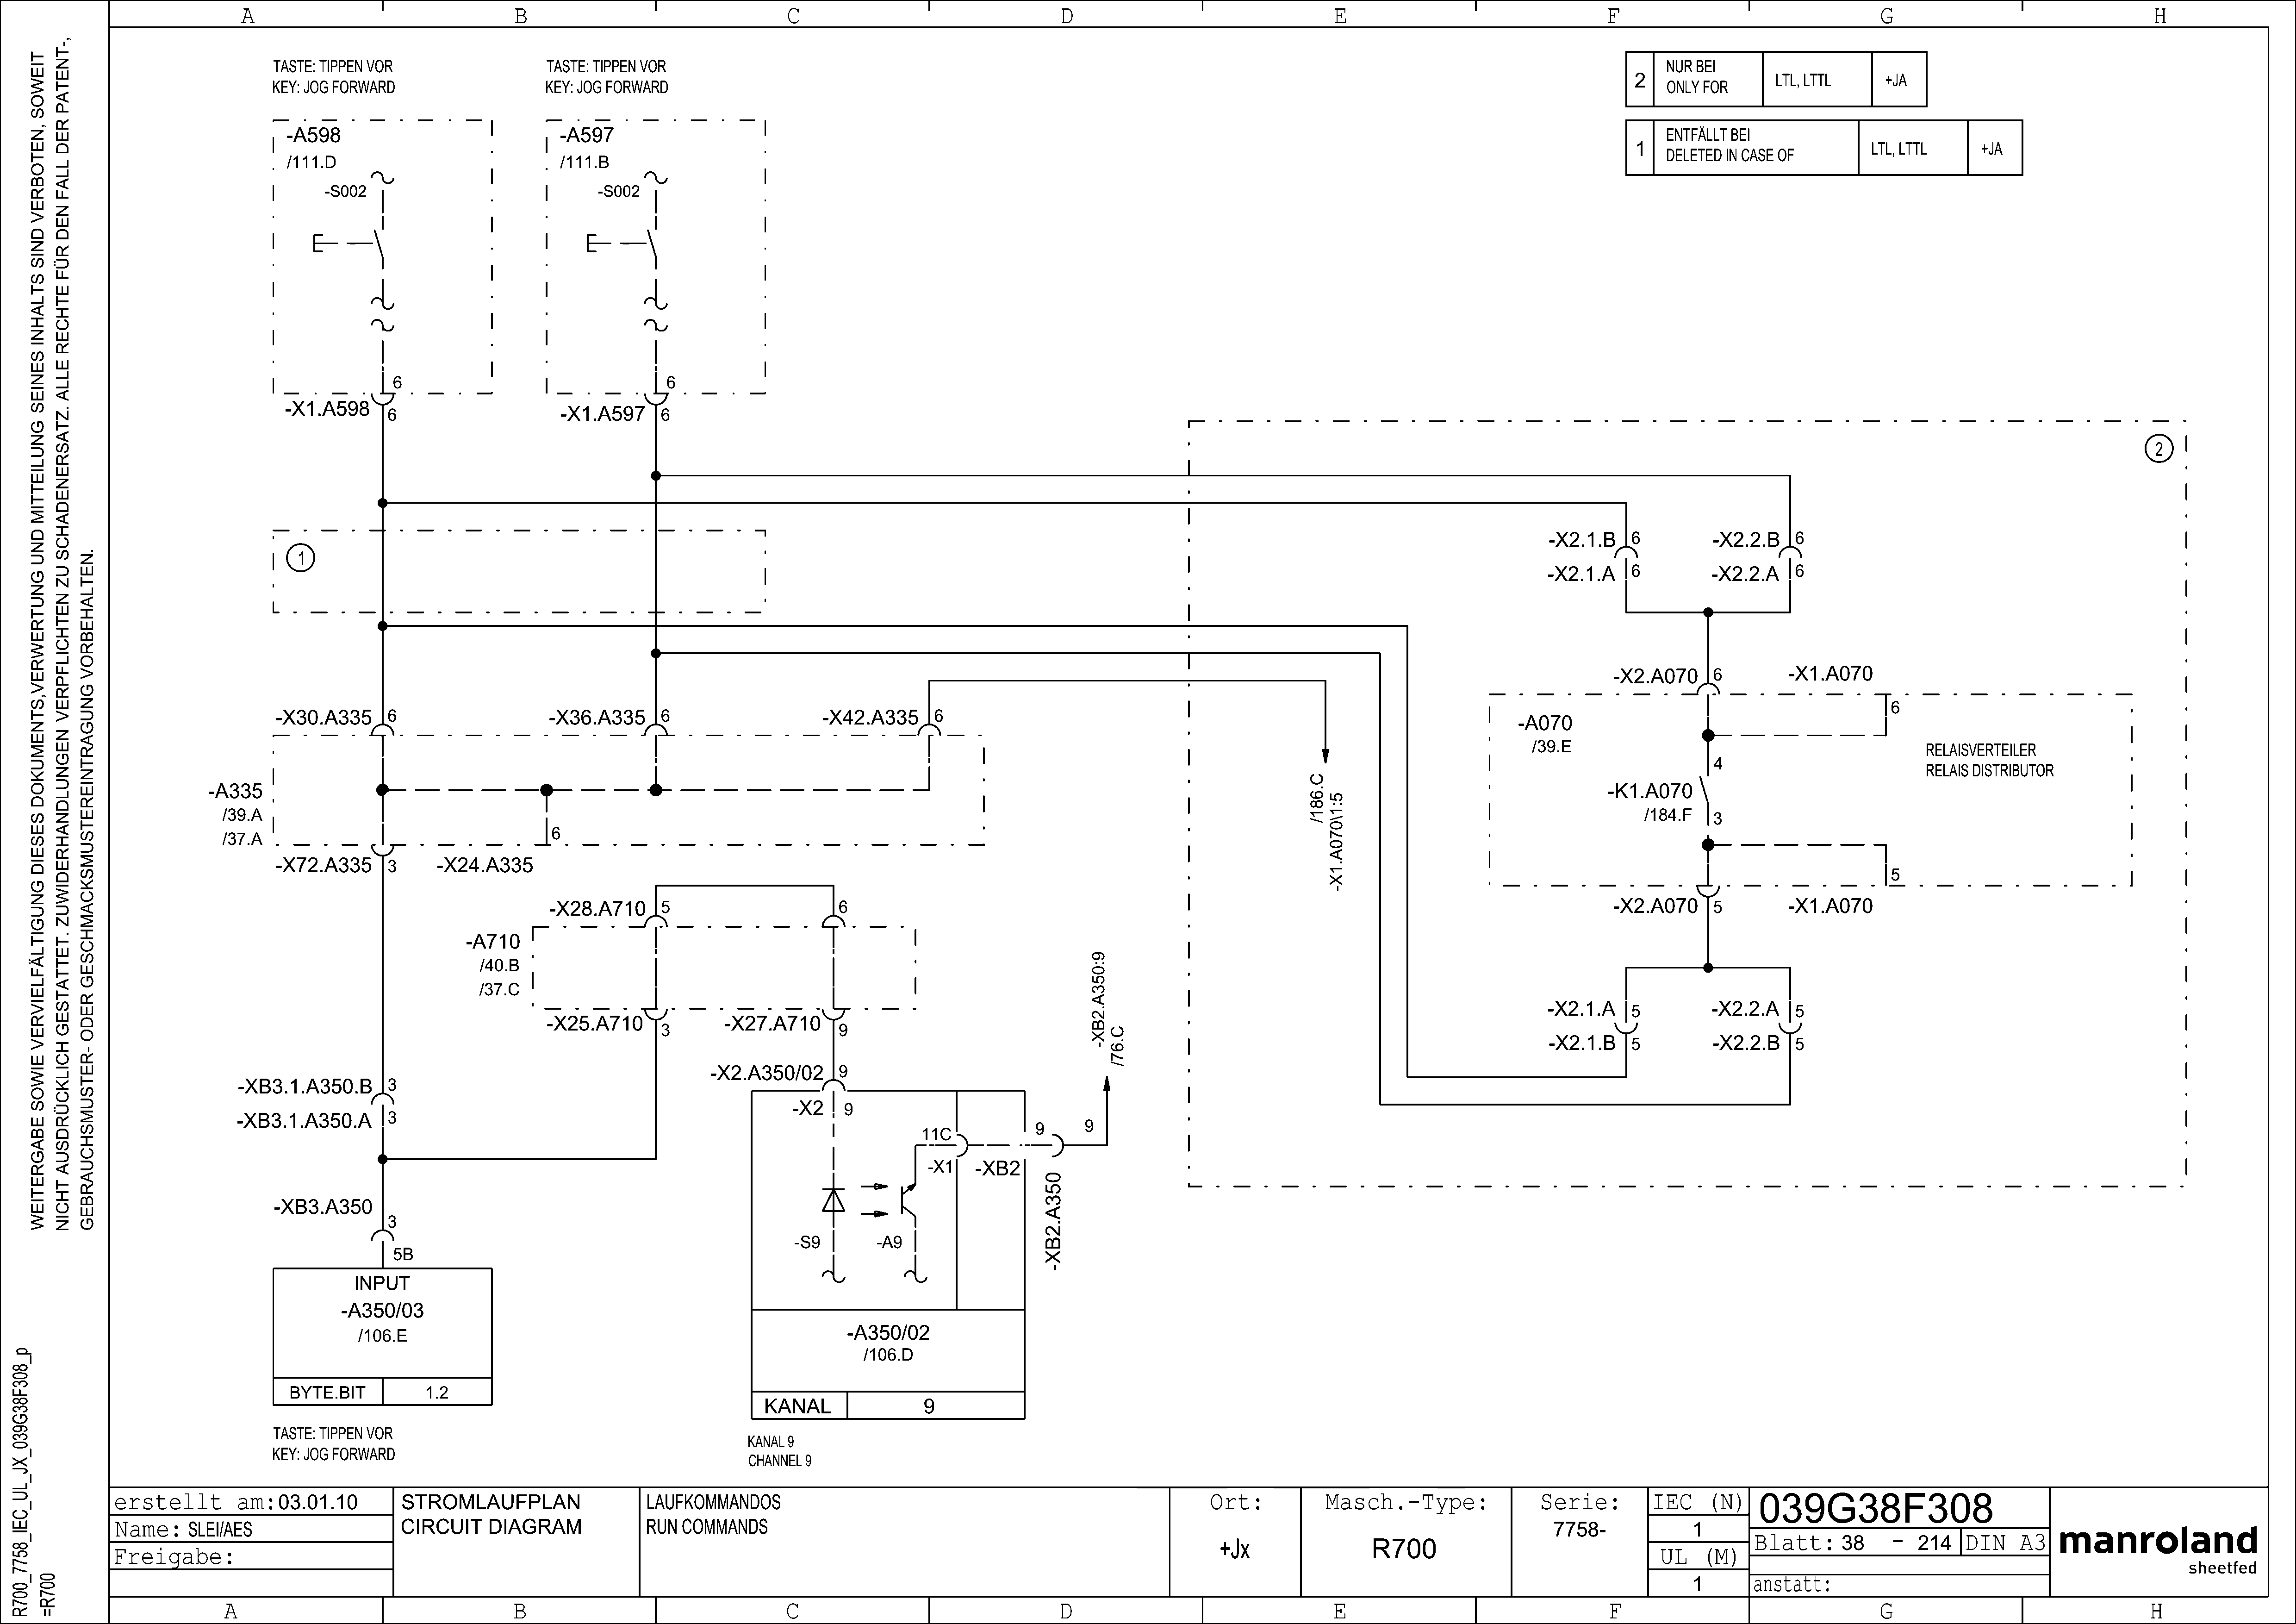 A B C D E F G H
WEITERGABE SOWIE VERVIELFÄLTIGUNG DIESES DOKUMENTS,VERWERTUNG UND MITTEILUNG SEINES INHALTS SIND VERBOTEN, SOWEIT
NICHT AUSDRÜCKLICH GESTATTET. ZUWIDERHANDLUNGEN VERPFLICHTEN ZU SCHADENERSATZ. ALLE RECHTE FÜR DEN FALL DER PATENT-,
GEBRAUCHSMUSTER- ODER GESCHMACKSMUSTEREINTRAGUNG VORBEHALTEN.
R700_7758_IEC_UL_JX_039G38F308_p
=R700
TASTE: TIPPEN VOR
KEY: JOG FORWARD
-A598
/111.D
-S002
6
-X1.A598 6
TASTE: TIPPEN VOR
KEY: JOG FORWARD
-A597
/111.B
-S002
6
-X1.A597 6
2 NUR BEI
ONLY FOR
LTL, LTTL +JA
1 ENTFÄLLT BEI
DELETED IN CASE OF
LTL, LTTL +JA
2
1
-X2.1.B 6
-X2.1.A 6
-X2.2.B 6
-X2.2.A 6
-X2.A070 6
-X1.A070
6
-A070
/39.E
RELAISVERTEILER
RELAIS DISTRIBUTOR
4
-K1.A070
/184.F
3
5
-X2.A070 5
-X1.A070
-X2.1.A 5
-X2.1.B 5
-X2.2.A 5
-X2.2.B 5
-X30.A335 6
-X36.A335 6
-X42.A335 6
-A335
/39.A
/37.A
6
-X72.A335 3
-X24.A335
/186.C
-X1.A070\1:5
-X28.A710 5
6
-A710
/40.B
/37.C
-X25.A710 3
-X27.A710 9
-X2.A350/02 9
-X2 9
11C
-X1
-XB2
9
9
-XB2.A350
-XB2.A350:9
/76.C
-S9
-A9
-A350/02
/106.D
KANAL 9
KANAL 9
CHANNEL 9
-XB3.1.A350.B 3
-XB3.1.A350.A 3
-XB3.A350
3
5B
INPUT
-A350/03
/106.E
BYTE.BIT 1.2
TASTE: TIPPEN VOR
KEY: JOG FORWARD
erstellt am: 03.01.10
Name: SLEI/AES
Freigabe:
STROMLAUFPLAN
CIRCUIT DIAGRAM
LAUFKOMMANDOS
RUN COMMANDS
Ort:
+Jx
Masch.-Type:
R700
Serie:
7758-
IEC (N)
1
UL (M)
1
039G38F308
Blatt: 38 - 214 DIN A3
anstatt:
manroland
sheetfed
A B C D E F G H